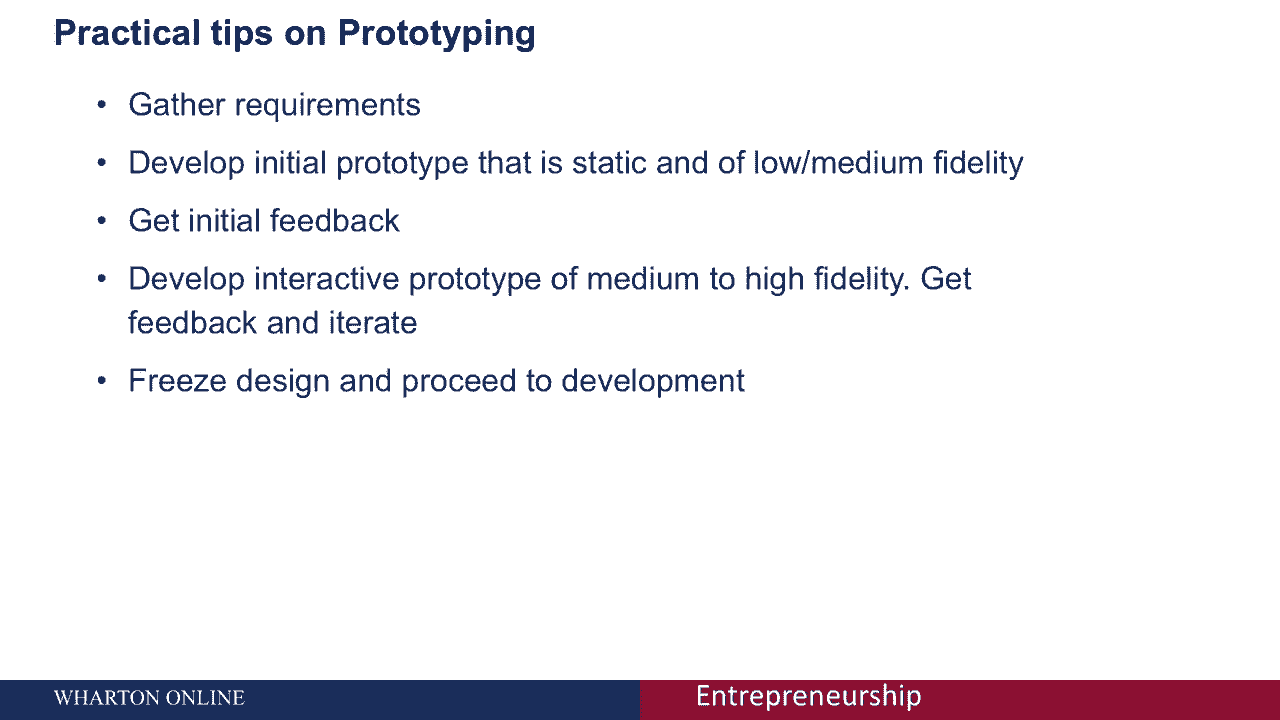 Practical tips on Prototyping
• Gather requirements
• Develop initial prototype that is static and of low/medium fidelity
• Get initial feedback
• Develop interactive prototype of medium to high fidelity. Get
feedback and iterate
• Freeze design and proceed to development
WHARTON ONLINE
Entrepreneurship